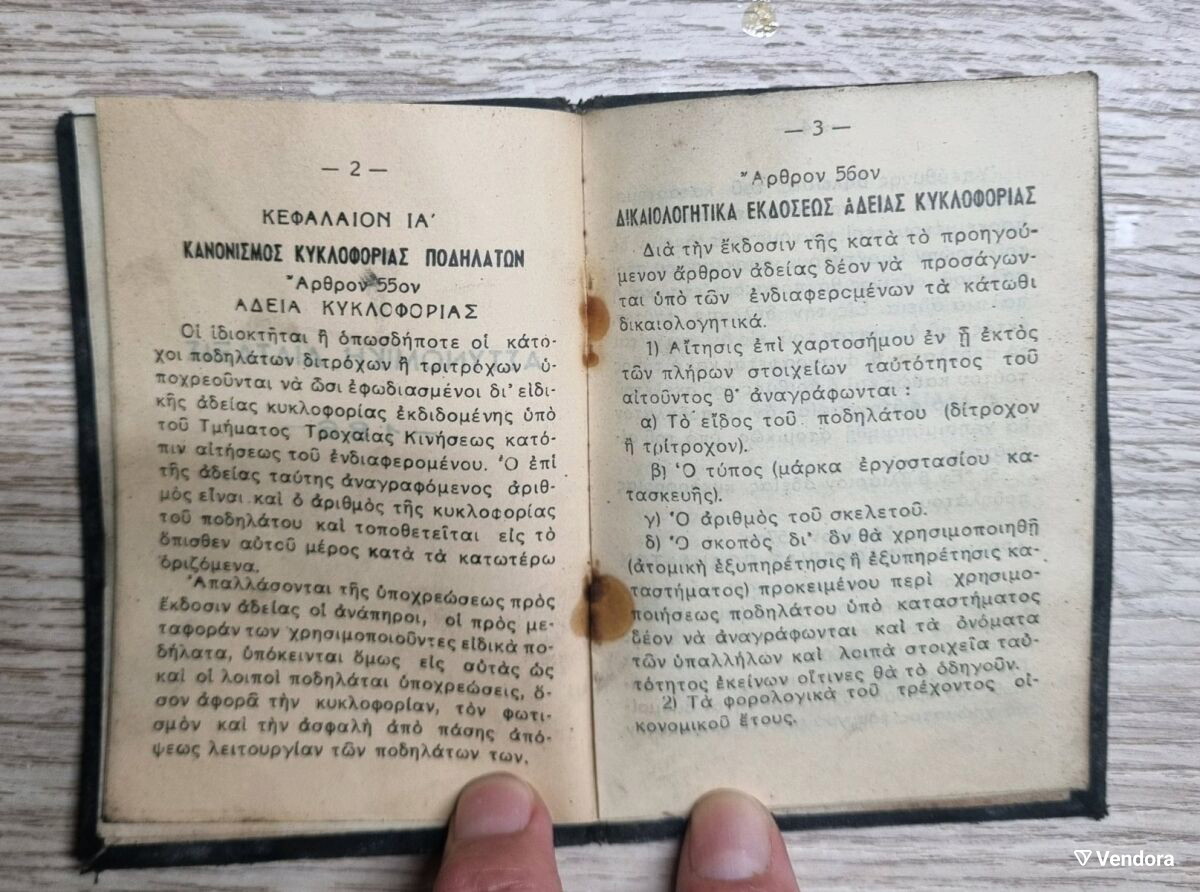 — 2 —
ΚΕΦΑΛΑΙΟΝ ΙΑ΄
ΚΑΝΟΝΙΣΜΟΣ ΚΥΚΛΟΦΟΡΙΑΣ ΠΟΔΗΛΑΤΩΝ
Ἄρθρον 55ον
ΑΔΕΙΑ ΚΥΚΛΟΦΟΡΙΑΣ
Οἱ ἰδιοκτῆται ἢ ὁπωσδήποτε οἱ κάτο-
χοι ποδηλάτων διτρόχων ἢ τριτρόχων ὑ-
ποχρεοῦνται νὰ ὦσι ἐφωδιασμένοι δι' εἰδι-
κῆς ἀδείας κυκλοφορίας ἐκδιδομένης ὑπὸ
τοῦ Τμήματος Τροχαίας Κινήσεως κατό-
πιν αἰτήσεως τοῦ ἐνδιαφερομένου. Ὁ ἐπὶ
τῆς ἀδείας ταύτης ἀναγραφόμενος ἀριθ-
μὸς εἶναι καὶ ὁ ἀριθμὸς τῆς κυκλοφορίας
τοῦ ποδηλάτου καὶ τοποθετεῖται εἰς τὸ
ὄπισθεν αὐτοῦ μέρος κατὰ τὰ κατωτέρω
ὁριζόμενα.
Ἀπαλλάσονται τῆς ὑποχρεώσεως πρὸς
ἔκδοσιν ἀδείας οἱ ἀνάπηροι, οἱ πρὸς με-
ταφοράν των χρησιμοποιοῦντες εἰδικὰ πο-
δήλατα, ὑπόκεινται ὅμως εἰς αὐτὰς ὡς
καὶ οἱ λοιποὶ ποδηλάται ὑποχρεώσεις, ὅ-
σον ἀφορᾶ τὴν κυκλοφορίαν, τὸν φωτι-
σμὸν καὶ τὴν ἀσφαλῆ ἀπὸ πάσης ἀπό-
ψεως λειτουργίαν τῶν ποδηλάτων των.
— 3 —
Ἄρθρον 56ον
ΔΙΚΑΙΟΛΟΓΗΤΙΚΑ ΕΚΔΟΣΕΩΣ ἀΔΕΙΑΣ ΚΥΚΛΟΦΟΡΙΑΣ
Διὰ τὴν ἔκδοσιν τῆς κατὰ τὸ προηγού-
μενον ἄρθρον ἀδείας δέον νὰ προσάγων-
ται ὑπὸ τῶν ἐνδιαφερομένων τὰ κάτωθι
δικαιολογητικά.
1) Αἴτησις ἐπὶ χαρτοσήμου ἐν ᾗ ἐκτὸς
τῶν πλήρων στοιχείων ταὐτότητος τοῦ
αἰτοῦντος θ' ἀναγράφωνται :
α) Τὸ εἶδος τοῦ ποδηλάτου (δίτροχον
ἢ τρίτροχον).
β) Ὁ τύπος (μάρκα ἐργοστασίου κα-
τασκευῆς).
γ) Ὁ ἀριθμὸς τοῦ σκελετοῦ.
δ) Ὁ σκοπὸς δι' ὃν θὰ χρησιμοποιηθῇ
(ἀτομικὴ ἐξυπηρέτησις ἢ ἐξυπηρέτησις κα-
ταστήματος) προκειμένου περὶ χρησιμο-
ποιήσεως ποδηλάτου ὑπὸ καταστήματος
δέον νὰ ἀναγράφωνται καὶ τὰ ὀνόματα
τῶν ὑπαλλήλων καὶ λοιπὰ στοιχεῖα ταὐ-
τότητος ἐκείνων οἵτινες θὰ τὸ ὁδηγοῦν.
2) Τὰ φορολογικὰ τοῦ τρέχοντος οἰ-
κονομικοῦ ἔτους.
Vendora